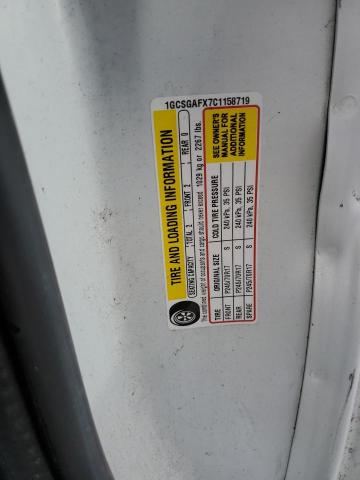 1GCSGAFX7C1158719
TIRE AND LOADING INFORMATION
SEATING CAPACITY TOTAL 2 FRONT 2 REAR 0
The combined weight of occupants and cargo should never exceed 1029 kg or 2267 lbs.
TIRE ORIGINAL SIZE COLD TIRE PRESSURE
FRONT P245/70R17 S 240 kPa, 35 PSI
REAR P245/70R17 S 240 kPa, 35 PSI
SPARE P245/70R17 S 240 kPa, 35 PSI
SEE OWNER'S
MANUAL FOR
ADDITIONAL
INFORMATION